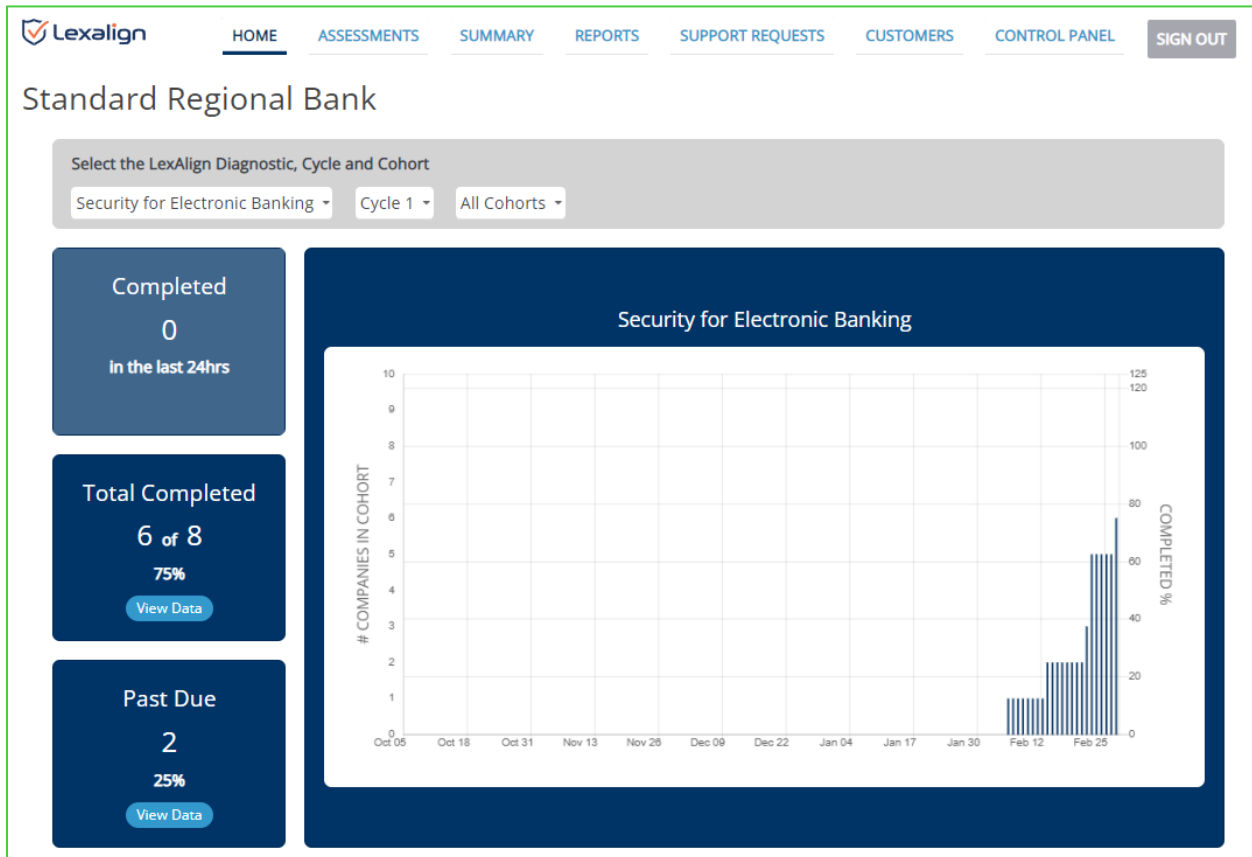 Lexalign
HOME ASSESSMENTS SUMMARY REPORTS SUPPORT REQUESTS CUSTOMERS CONTROL PANEL SIGN OUT
Standard Regional Bank
Select the LexAlign Diagnostic, Cycle and Cohort
Security for Electronic Banking Cycle 1 All Cohorts
Completed
0
in the last 24hrs
Total Completed
6 of 8
75%
View Data
Past Due
2
25%
View Data
Security for Electronic Banking
# COMPANIES IN COHORT
10
9
8
7
6
5
4
3
2
1
0
Oct 05 Oct 18 Oct 31 Nov 13 Nov 26 Dec 09 Dec 22 Jan 04 Jan 17 Jan 30 Feb 12 Feb 25
125
120
100
80
60
40
20
0
COMPLETED %